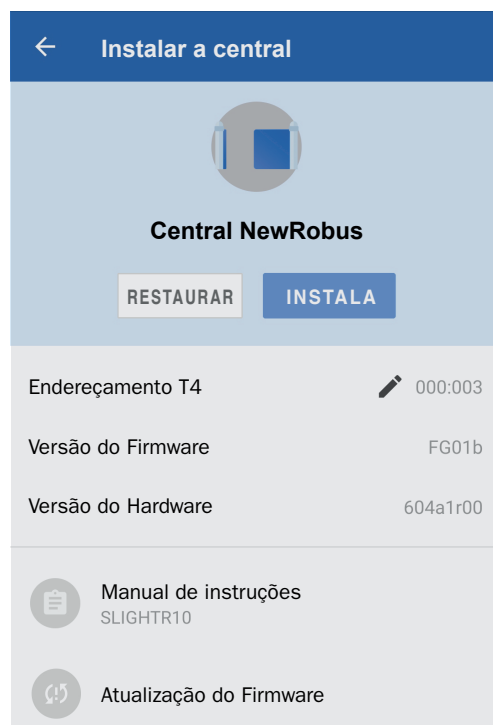 Instalar a central
Central NewRobus
RESTAURAR INSTALA
Endereçamento T4 000:003
Versão do Firmware FG01b
Versão do Hardware 604a1r00
Manual de instruções
SLIGHTR10
Atualização do Firmware